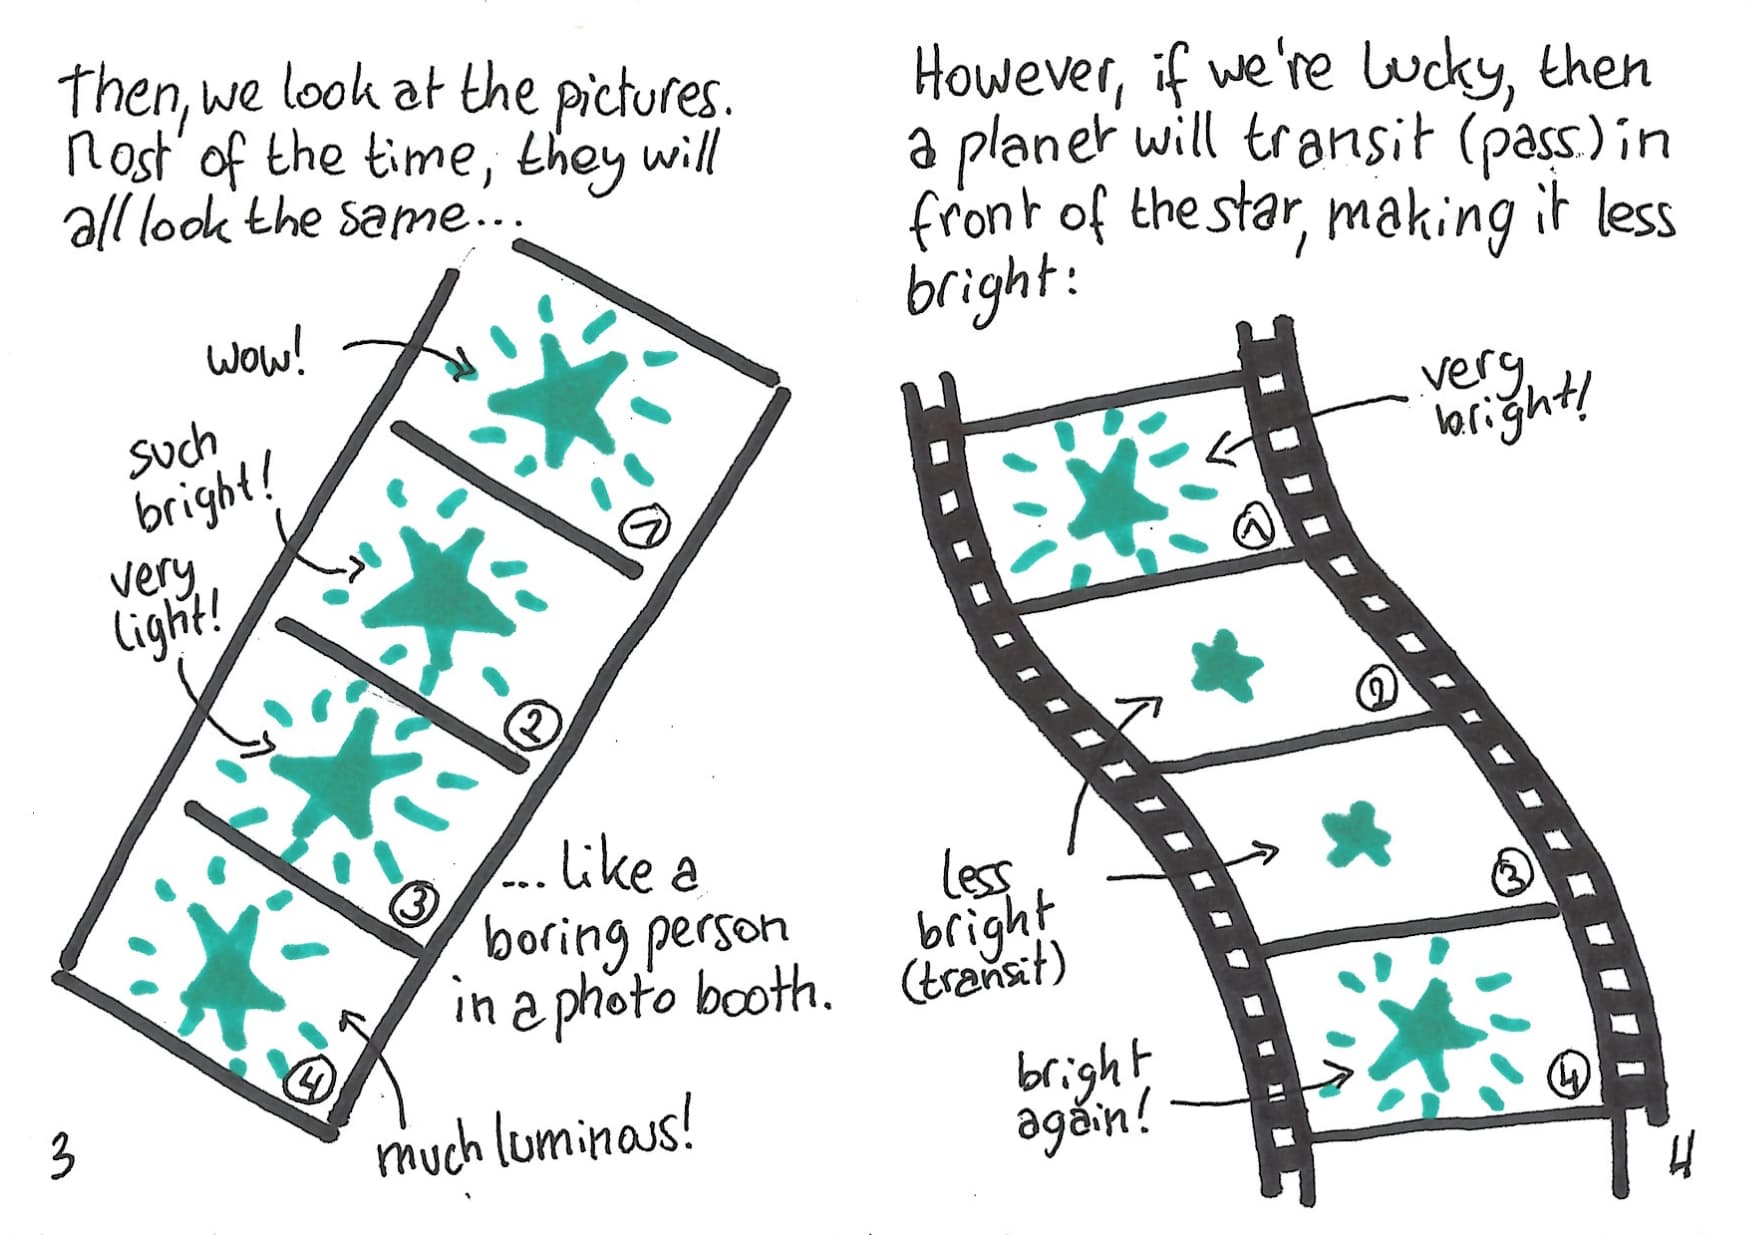 Then, we look at the pictures.
Most of the time, they will
all look the same...
wow!
such
bright!
very
light!
1
2
3
4
... like a
boring person
in a photo booth.
much luminous!
3
However, if we're lucky, then
a planet will transit (pass) in
front of the star, making it less
bright:
very
bright!
1
2
3
4
less
bright
(transit)
bright
again!
4